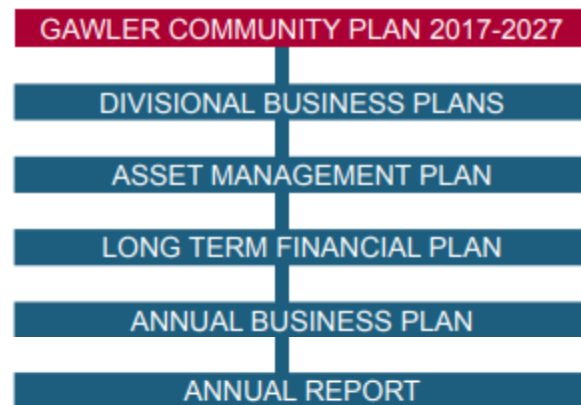 GAWLER COMMUNITY PLAN 2017-2027
DIVISIONAL BUSINESS PLANS
ASSET MANAGEMENT PLAN
LONG TERM FINANCIAL PLAN
ANNUAL BUSINESS PLAN
ANNUAL REPORT